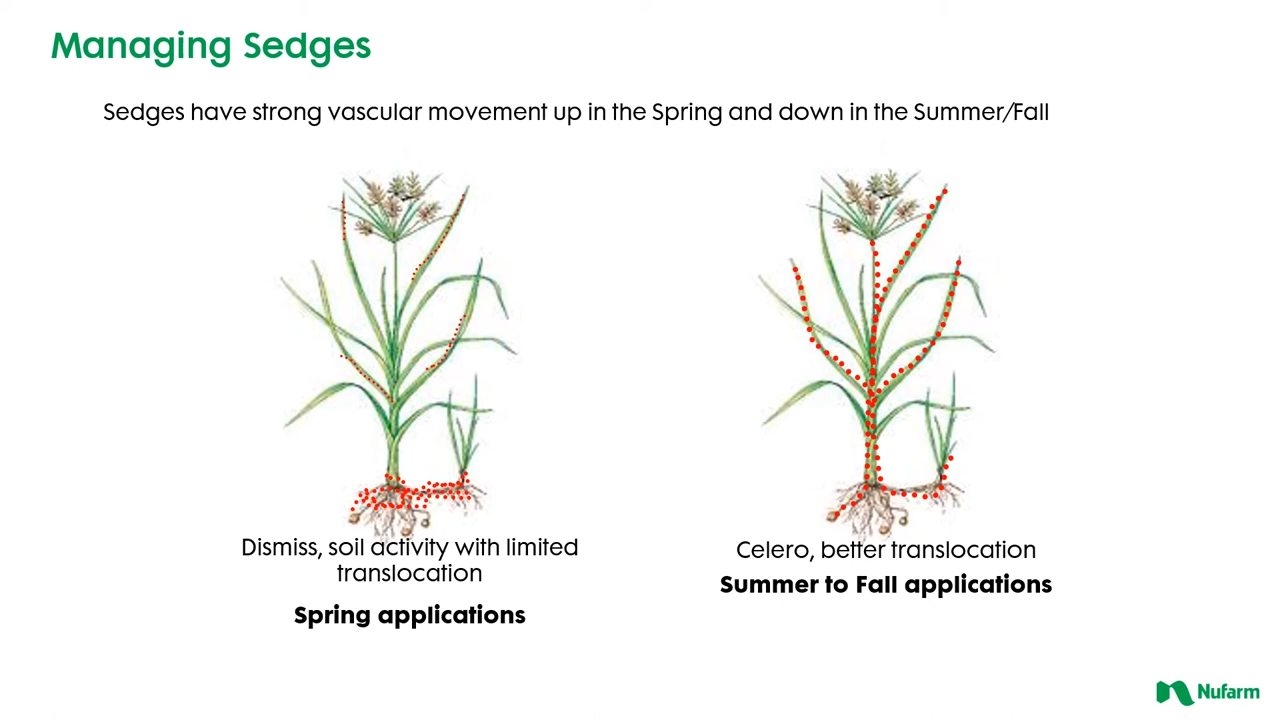 Managing Sedges
Sedges have strong vascular movement up in the Spring and down in the Summer/Fall
Dismiss, soil activity with limited
translocation
Spring applications
Celero, better translocation
Summer to Fall applications
Nufarm